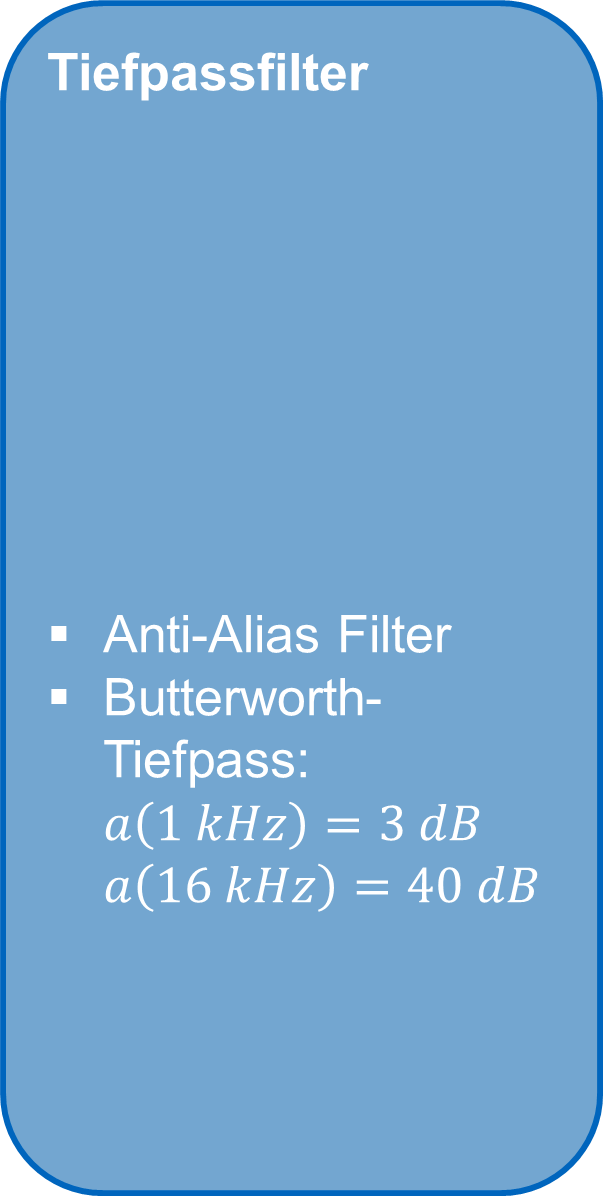 Tiefpassfilter
▪ Anti-Alias Filter
▪ Butterworth-
Tiefpass:
a(1 kHz) = 3 dB
a(16 kHz) = 40 dB